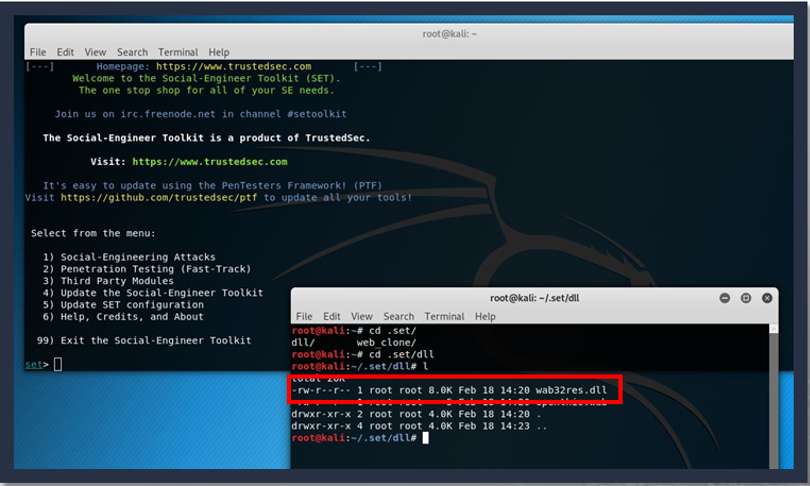 root@kali: ~
File Edit View Search Terminal Help
[---] Homepage: https://www.trustedsec.com [---]
Welcome to the Social-Engineer Toolkit (SET).
The one stop shop for all of your SE needs.
Join us on irc.freenode.net in channel #setoolkit
The Social-Engineer Toolkit is a product of TrustedSec.
Visit: https://www.trustedsec.com
It's easy to update using the PenTesters Framework! (PTF)
Visit https://github.com/trustedsec/ptf to update all your tools!
Select from the menu:
1) Social-Engineering Attacks
2) Penetration Testing (Fast-Track)
3) Third Party Modules
4) Update the Social-Engineer Toolkit
5) Update SET configuration
6) Help, Credits, and About
99) Exit the Social-Engineer Toolkit
set>
root@kali: ~/.set/dll
File Edit View Search Terminal Help
root@kali:~# cd .set/
dll/ web_clone/
root@kali:~# cd .set/dll
root@kali:~/.set/dll# l
total 20K
-rw-r--r-- 1 root root 8.0K Feb 18 14:20 wab32res.dll
drwxr-xr-x 2 root root 4.0K Feb 18 14:20 .
drwxr-xr-x 4 root root 4.0K Feb 18 14:23 ..
root@kali:~/.set/dll#